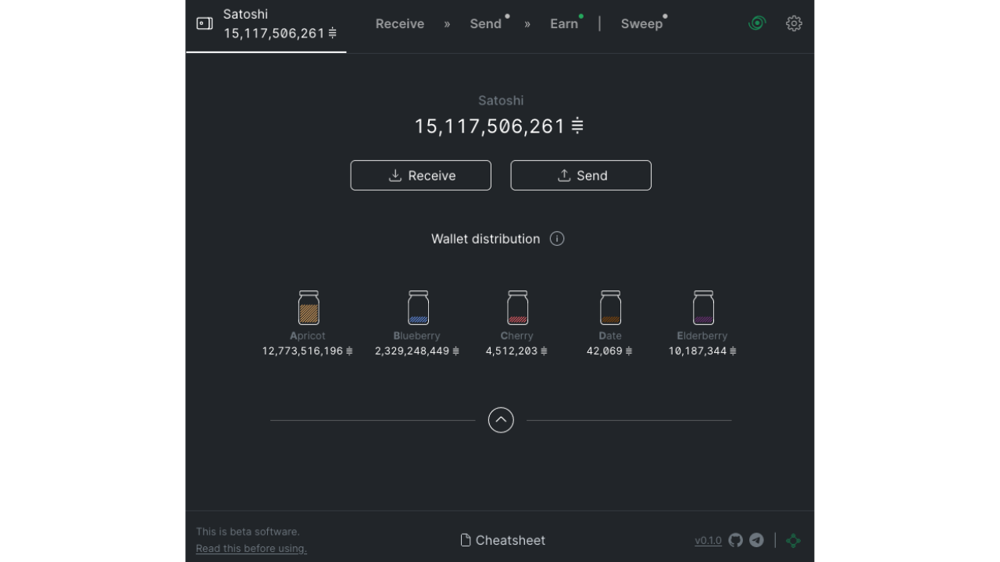 Satoshi
15,117,506,261
Receive » Send » Earn | Sweep
Satoshi
15,117,506,261
Receive
Send
Wallet distribution
Apricot
12,773,516,196
Blueberry
2,329,248,449
Cherry
4,512,203
Date
42,069
Elderberry
10,187,344
This is beta software.
Read this before using.
Cheatsheet
v0.1.0